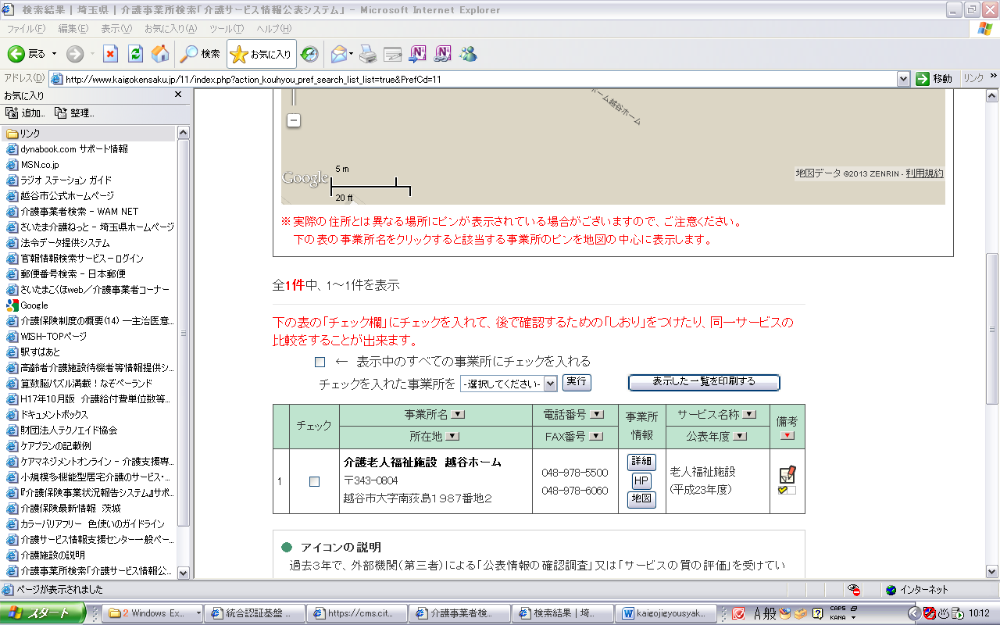 検索結果 | 埼玉県 | 介護事業所検索「介護サービス情報公表システム」 - Microsoft Internet Explorer
ファイル(F) 編集(E) 表示(V) お気に入り(A) ツール(T) ヘルプ(H)
戻る 検索 お気に入り
アドレス(D) http://www.kaigokensaku.jp/11/index.php?action_kouhyou_pref_search_list_list=true&PrefCd=11 移動 リンク »
お気に入り
追加... 整理...
リンク
dynabook.com サポート情報
MSN.co.jp
ラジオ ステーション ガイド
越谷市公式ホームページ
介護事業者検索 - WAM NET
さいたま介護ねっと - 埼玉県ホームページ
法令データ提供システム
官報情報検索サービス－ログイン
郵便番号検索 - 日本郵便
さいたまこくほweb／介護事業者コーナー
Google
介護保険制度の概要(14) ―主治医意...
WISH-TOPページ
駅すぱあと
高齢者介護施設待機者等情報提供シ...
算数脳パズル満載！なぞペーランド
H17年10月版 介護給付費単位数等...
ドキュメントボックス
財団法人テクノエイド協会
ケアプランの記載例
ケアマネジメントオンライン - 介護支援専...
小規模多機能型居宅介護のサービス・...
『介護保険事業状況報告システム』サポ...
介護保険最新情報 茨城
カラーバリアフリー 色使いのガイドライン
介護サービス情報支援センター一般ペー...
介護施設の説明
介護事業所検索「介護サービス情報公...
ホーム越谷ホーム
5 m
Google
20 ft
地図データ ©2013 ZENRIN - 利用規約
※実際の住所とは異なる場所にピンが表示されている場合がございますので、ご注意ください。
下の表の事業所名をクリックすると該当する事業所のピンを地図の中心に表示します。
全1件中、1～1件を表示
下の表の「チェック欄」にチェックを入れて、後で確認するための「しおり」をつけたり、同一サービスの
比較をすることが出来ます。
← 表示中のすべての事業所にチェックを入れる
チェックを入れた事業所を -選択してください- 実行 表示した一覧を印刷する
チェック 事業所名▼ 電話番号▼ 事業所 サービス名称▼ 備考
所在地▼ FAX番号▼ 情報 公表年度▼ ▼
1 介護老人福祉施設 越谷ホーム
〒343-0804
越谷市大字南荻島１９８７番地２
048-978-5500
048-978-6060
詳細
HP
地図
老人福祉施設
(平成23年度)
アイコンの説明
過去３年で、外部機関（第三者）による「公表情報の確認調査」又は「サービスの質の評価」を受けてい
ページが表示されました インターネット
スタート 2 Windows Ex... 統合認証基盤 ... https://cms.cit... 介護事業者検... 検索結果 | 埼... kaigojigyousyak... A 般 CAPS KANA 10:12